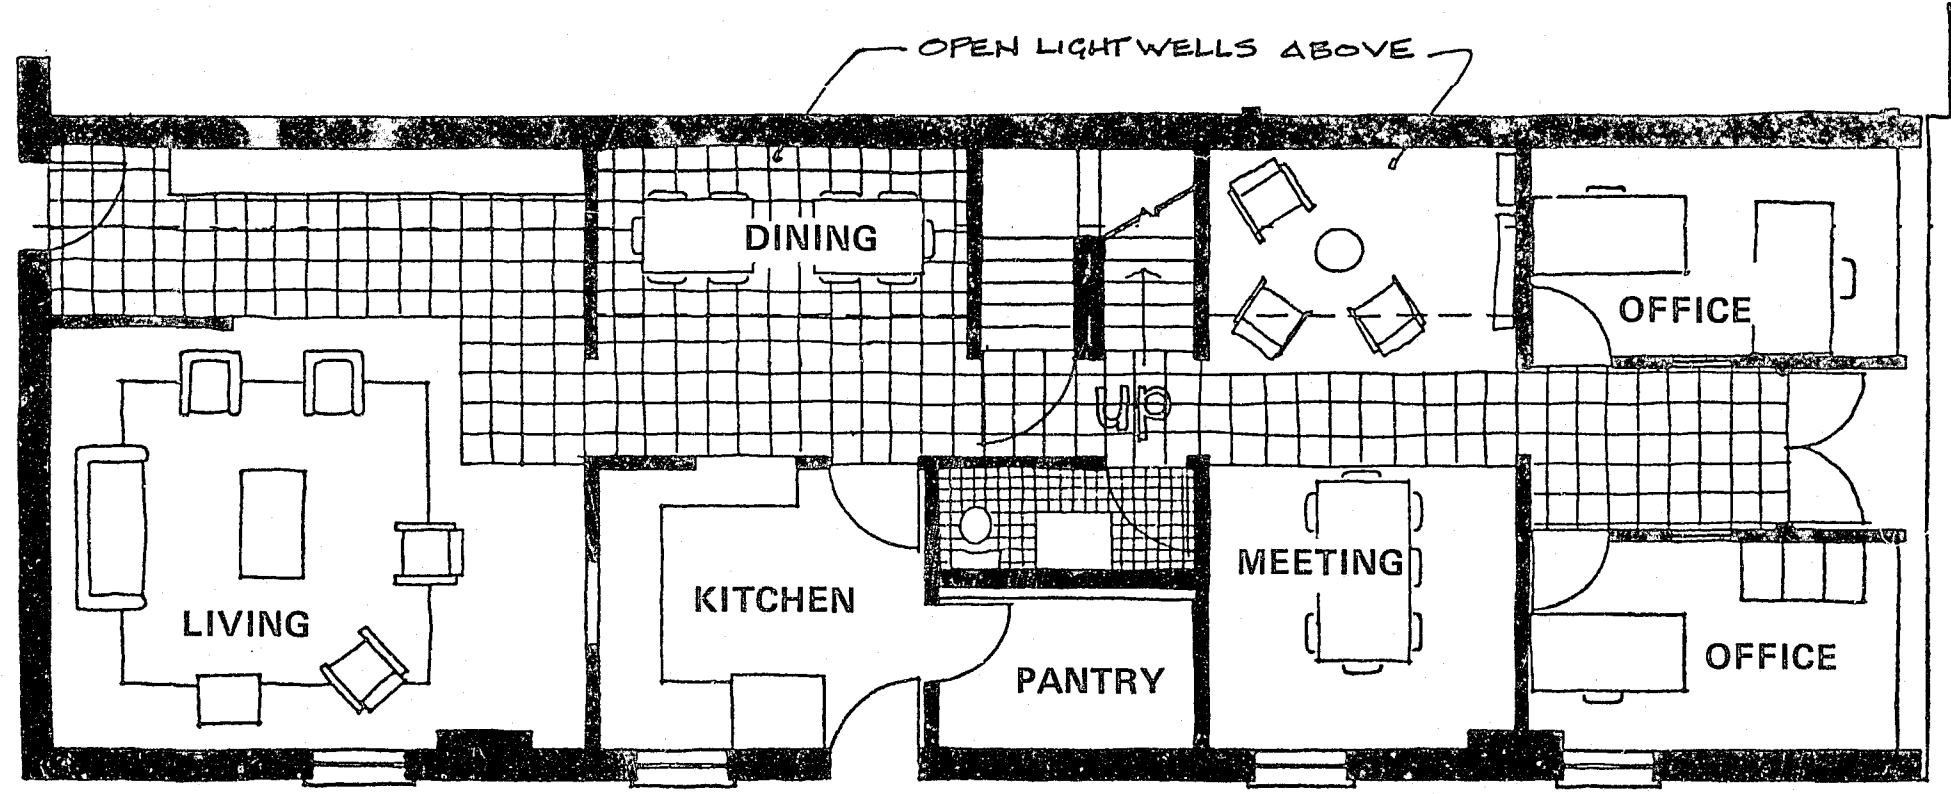 OPEN LIGHTWELLS ABOVE
DINING
OFFICE
up
MEETING
KITCHEN
LIVING
OFFICE
PANTRY